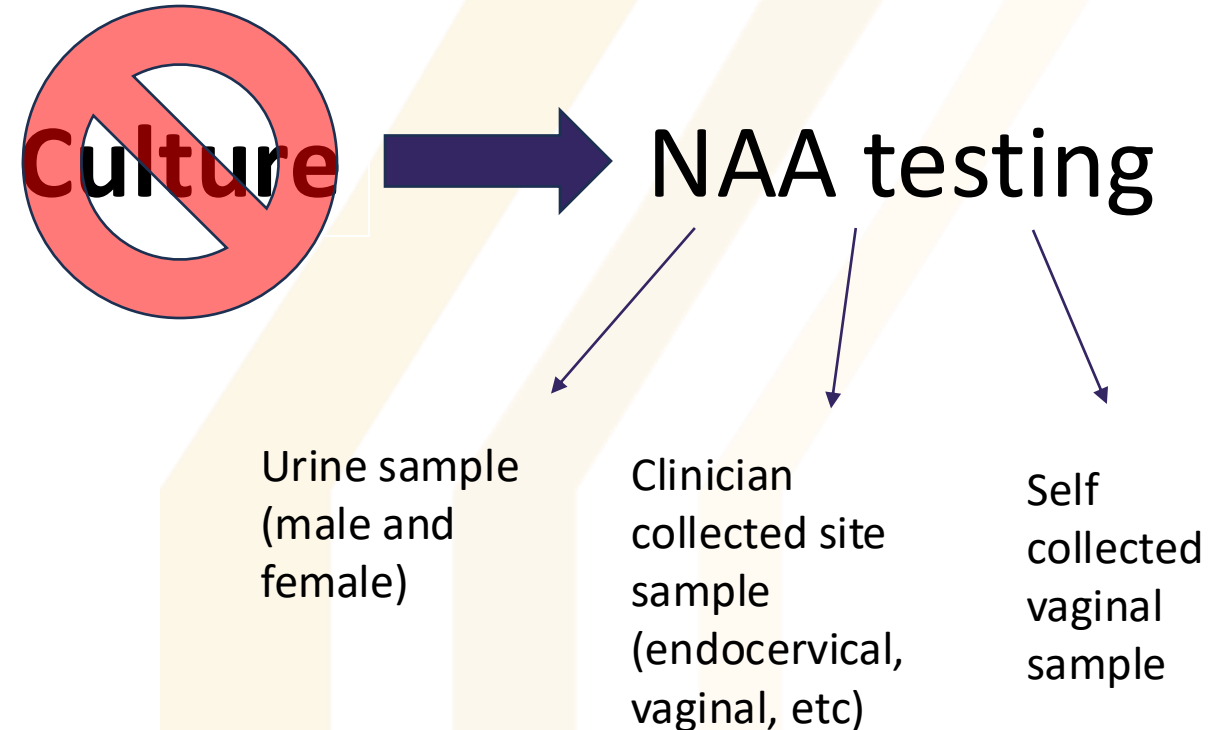 Culture
NAA testing
Urine sample
(male and
female)
Clinician
collected site
sample
(endocervical,
vaginal, etc)
Self
collected
vaginal
sample